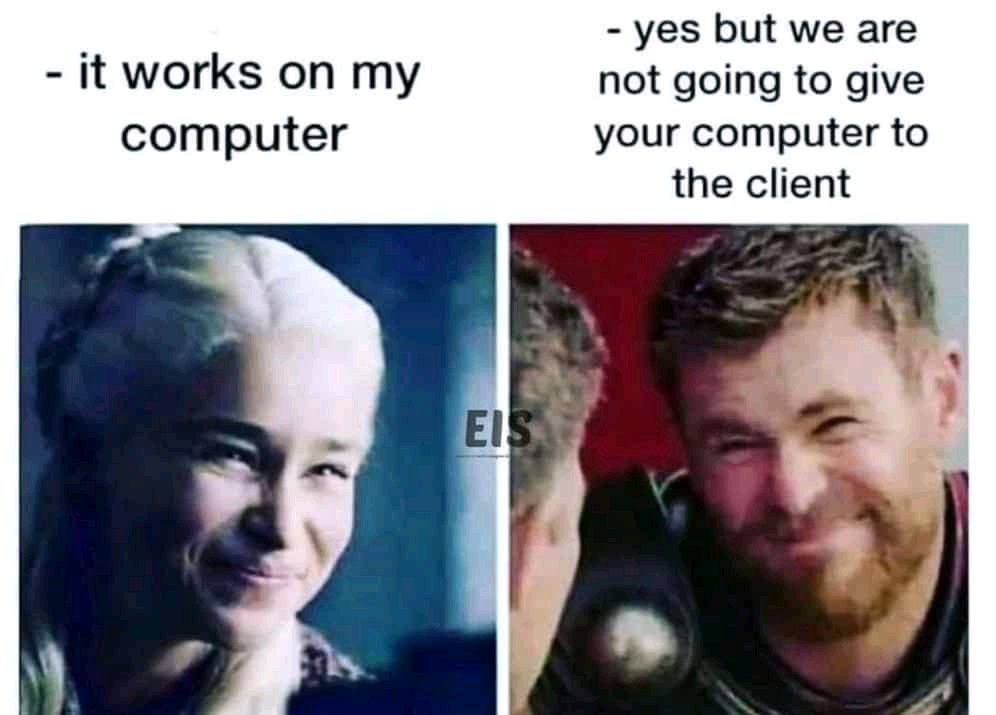 - it works on my
computer
- yes but we are
not going to give
your computer to
the client
EIS